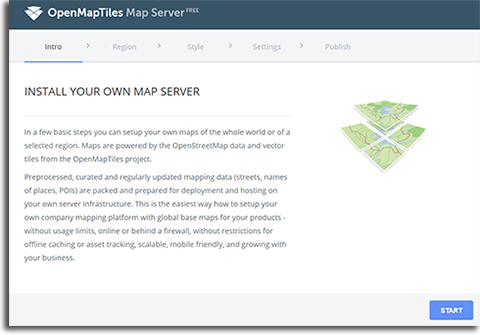 OpenMapTiles Map Server FREE
Intro > Region > Style > Settings > Publish
INSTALL YOUR OWN MAP SERVER
In a few basic steps you can setup your own maps of the whole world or of a
selected region. Maps are powered by the OpenStreetMap data and vector
tiles from the OpenMapTiles project.
Preprocessed, curated and regularly updated mapping data (streets, names
of places, POIs) are packed and prepared for deployment and hosting on
your own server infrastructure. This is the easiest way how to setup your
own company mapping platform with global base maps for your products -
without usage limits, online or behind a firewall, without restrictions for
offline caching or asset tracking, scalable, mobile friendly, and growing with
your business.
START